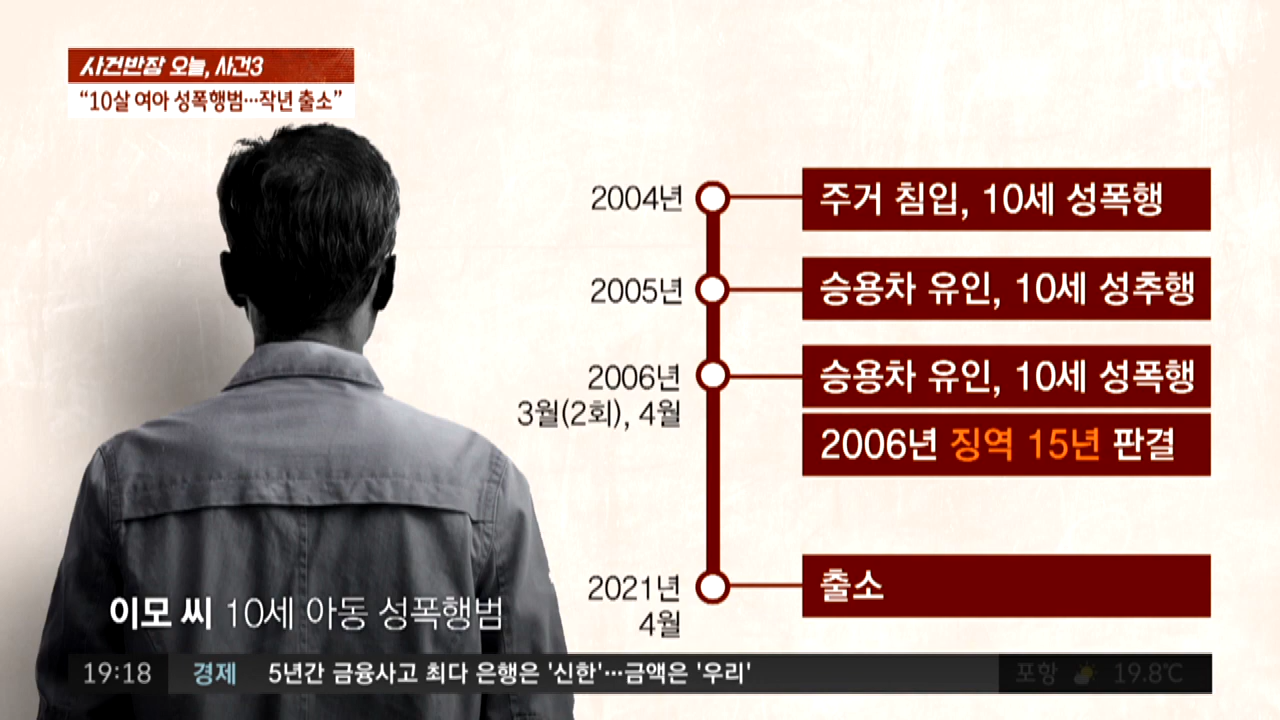 사건반장 오늘, 사건3
“10살 여아 성폭행범…작년 출소”
2004년
주거 침입, 10세 성폭행
2005년
승용차 유인, 10세 성추행
2006년
3월(2회), 4월
승용차 유인, 10세 성폭행
2006년 징역 15년 판결
2021년
4월
출소
이모 씨 10세 아동 성폭행범
19:18 경제 5년간 금융사고 최다 은행은 '신한'…금액은 '우리' 포항 19.8℃